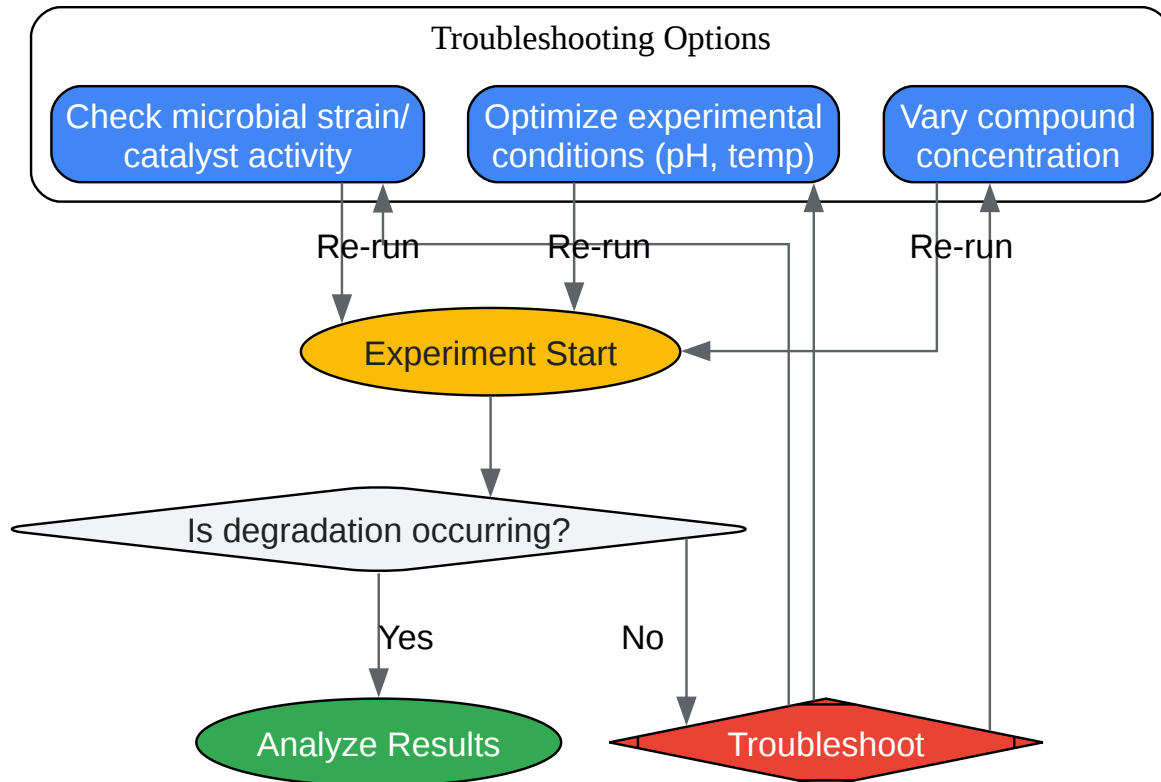 Troubleshooting Options
Check microbial strain/
catalyst activity
Optimize experimental
conditions (pH, temp)
Vary compound
concentration
Re-run
Re-run
Re-run
Experiment Start
Is degradation occurring?
Yes
No
Analyze Results
Troubleshoot